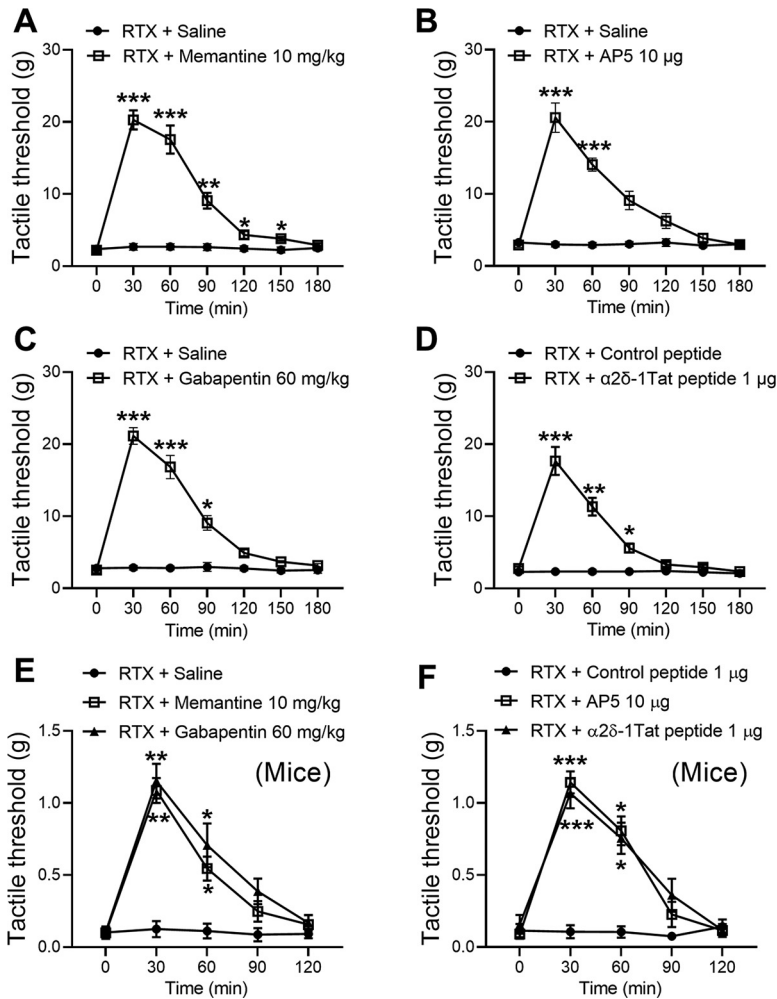 A
RTX + Saline
RTX + Memantine 10 mg/kg
Tactile threshold (g)
30
20
10
0
***
***
**
*
*
0 30 60 90 120 150 180
Time (min)
B
RTX + Saline
RTX + AP5 10 µg
Tactile threshold (g)
30
20
10
0
***
***
0 30 60 90 120 150 180
Time (min)
C
RTX + Saline
RTX + Gabapentin 60 mg/kg
Tactile threshold (g)
30
20
10
0
***
***
*
0 30 60 90 120 150 180
Time (min)
D
RTX + Control peptide
RTX + α2δ-1Tat peptide 1 µg
Tactile threshold (g)
30
20
10
0
***
**
*
0 30 60 90 120 150 180
Time (min)
E
RTX + Saline
RTX + Memantine 10 mg/kg
RTX + Gabapentin 60 mg/kg
(Mice)
Tactile threshold (g)
1.5
1.0
0.5
0.0
**
**
*
*
0 30 60 90 120
Time (min)
F
RTX + Control peptide 1 µg
RTX + AP5 10 µg
RTX + α2δ-1Tat peptide 1 µg
(Mice)
Tactile threshold (g)
1.5
1.0
0.5
0.0
***
***
*
*
0 30 60 90 120
Time (min)